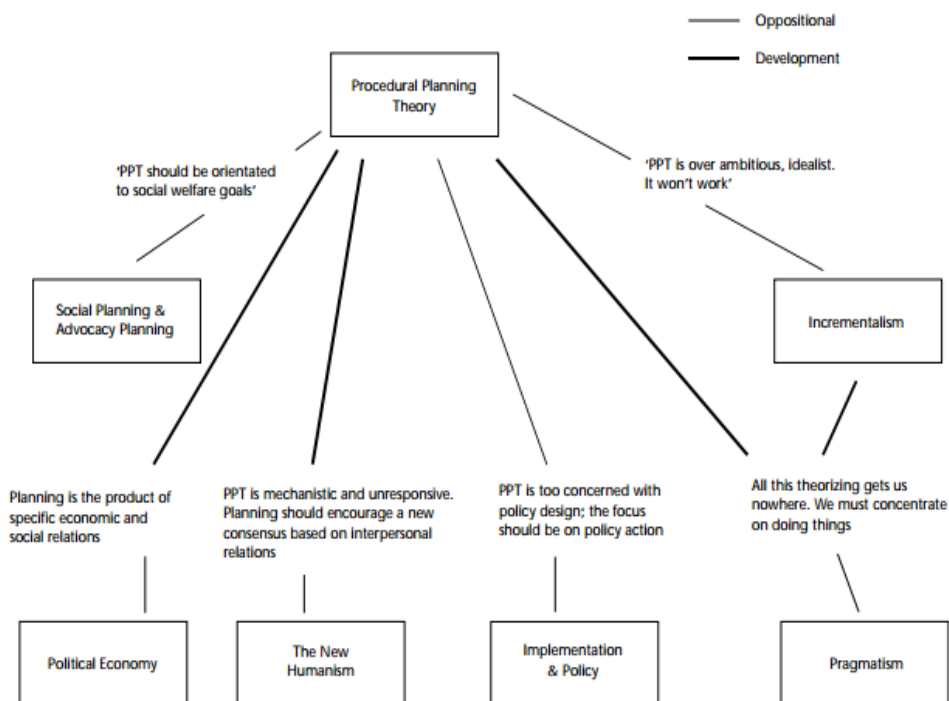 Oppositional
Development
Procedural Planning
Theory
'PPT should be orientated
to social welfare goals'
'PPT is over ambitious, idealist.
It won't work'
Social Planning &
Advocacy Planning
Incrementalism
Planning is the product of
specific economic and
social relations
PPT is mechanistic and unresponsive.
Planning should encourage a new
consensus based on interpersonal
relations
PPT is too concerned with
policy design; the focus
should be on policy action
All this theorizing gets us
nowhere. We must concentrate
on doing things
Political Economy
The New
Humanism
Implementation
& Policy
Pragmatism